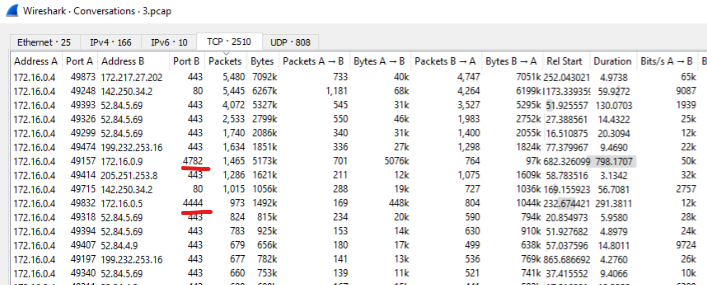 Wireshark · Conversations · 3.pcap
Ethernet · 25 IPv4 · 166 IPv6 · 10 TCP · 2510 UDP · 808
Address A Port A Address B Port B Packets Bytes Packets A → B Bytes A → B Packets B → A Bytes B → A Rel Start Duration Bits/s A → B B
172.16.0.4 49873 172.217.27.202 443 5,480 7092k 733 40k 4,747 7051k 252.043021 4.9738 65k
172.16.0.4 49248 142.250.34.2 80 5,445 6267k 1,181 68k 4,264 6199k 1173.339359 59.9272 9087
172.16.0.4 49393 52.84.5.69 443 4,072 5327k 545 31k 3,527 5295k 51.925557 130.0703 1939
172.16.0.4 49326 52.84.5.69 443 2,533 2799k 550 46k 1,983 2752k 27.388561 14.4322 25k
172.16.0.4 49299 52.84.5.69 443 1,740 2086k 340 31k 1,400 2055k 16.510875 20.3094 12k
172.16.0.4 49474 199.232.253.16 443 1,634 1851k 336 27k 1,298 1824k 77.379967 9.4690 22k
172.16.0.4 49157 172.16.0.9 4782 1,465 5173k 701 5076k 764 97k 682.326099 798.1707 50k
172.16.0.4 49414 205.251.253.8 443 1,286 1621k 211 12k 1,075 1609k 58.783516 3.1342 32k
172.16.0.4 49715 142.250.34.2 80 1,015 1056k 288 19k 727 1036k 169.155923 56.7081 2757
172.16.0.4 49832 172.16.0.5 4444 973 1492k 169 448k 804 1044k 232.674421 291.3811 12k
172.16.0.4 49318 52.84.5.69 443 824 815k 234 20k 590 794k 20.854973 5.9580 28k
172.16.0.4 49394 52.84.5.69 443 783 925k 153 14k 630 910k 51.927682 4.8979 24k
172.16.0.4 49407 52.84.4.9 443 679 656k 180 17k 499 638k 57.037596 14.8011 9724
172.16.0.4 49197 199.232.253.16 443 677 782k 141 13k 536 769k 865.686692 4.2760 26k
172.16.0.4 49340 52.84.5.69 443 660 753k 139 11k 521 741k 37.415552 9.4066 10k